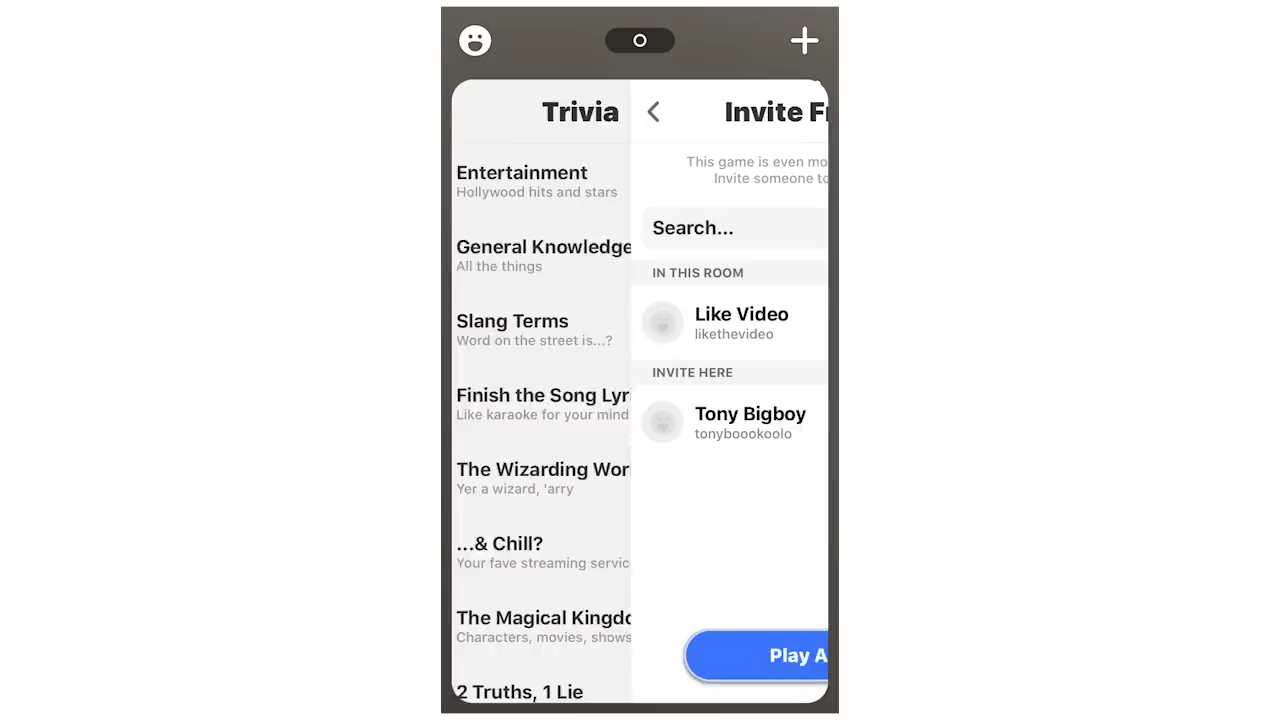 Trivia
Entertainment
Hollywood hits and stars
General Knowledge
All the things
Slang Terms
Word on the street is...?
Finish the Song Lyri
Like karaoke for your mind
The Wizarding Wor
Yer a wizard, 'arry
...& Chill?
Your fave streaming servic
The Magical Kingdo
Characters, movies, shows
2 Truths, 1 Lie
Invite Fr
This game is even mo
Invite someone to
Search...
IN THIS ROOM
Like Video
likethevideo
INVITE HERE
Tony Bigboy
tonyboookoolo
Play A